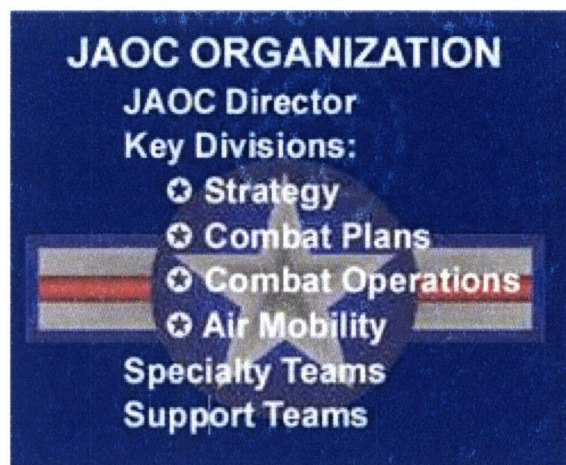 JAOC ORGANIZATION
JAOC Director
Key Divisions:
✪ Strategy
✪ Combat Plans
✪ Combat Operations
✪ Air Mobility
Specialty Teams
Support Teams